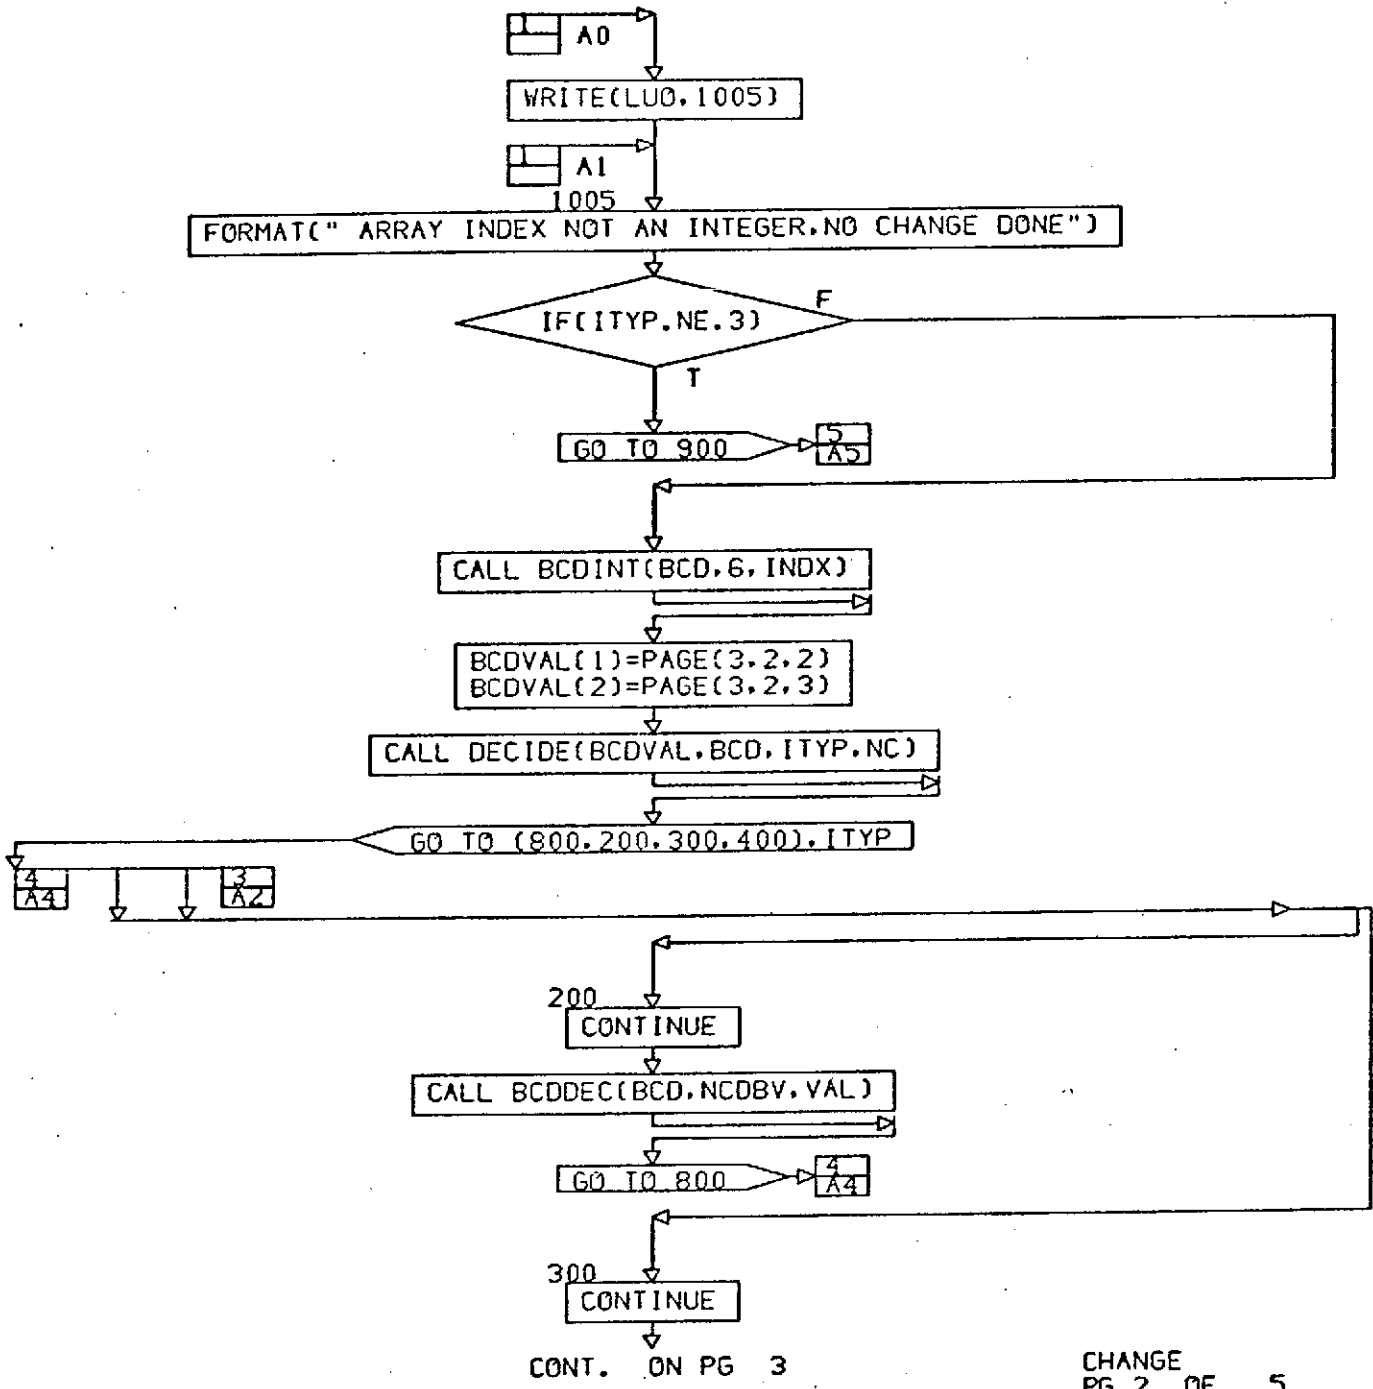 1
A0
WRITE(LUO,1005)
1
A1
1005
FORMAT(" ARRAY INDEX NOT AN INTEGER.NO CHANGE DONE")
IF(ITYP.NE.3)
F
T
GO TO 900
5
A5
CALL BCDINT(BCD,6,INDX)
BCDVAL(1)=PAGE(3,2,2)
BCDVAL(2)=PAGE(3,2,3)
CALL DECIDE(BCDVAL,BCD,ITYP,NC)
GO TO (800,200,300,400),ITYP
4
A4
3
A2
200
CONTINUE
CALL BCDDEC(BCD,NCDBV,VAL)
GO TO 800
4
A4
300
CONTINUE
CONT. ON PG 3
CHANGE
PG 2 OF 5